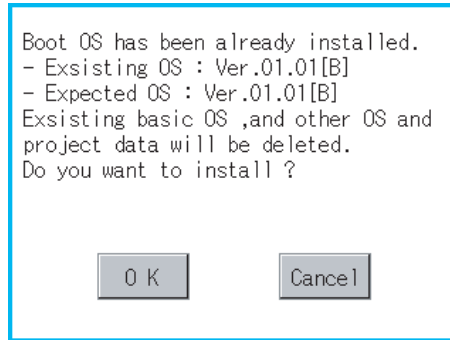 Boot OS has been already installed.
- Exsisting OS : Ver.01.01[B]
- Expected OS : Ver.01.01[B]
Exsisting basic OS ,and other OS and
project data will be deleted.
Do you want to install ?
O K
Cancel